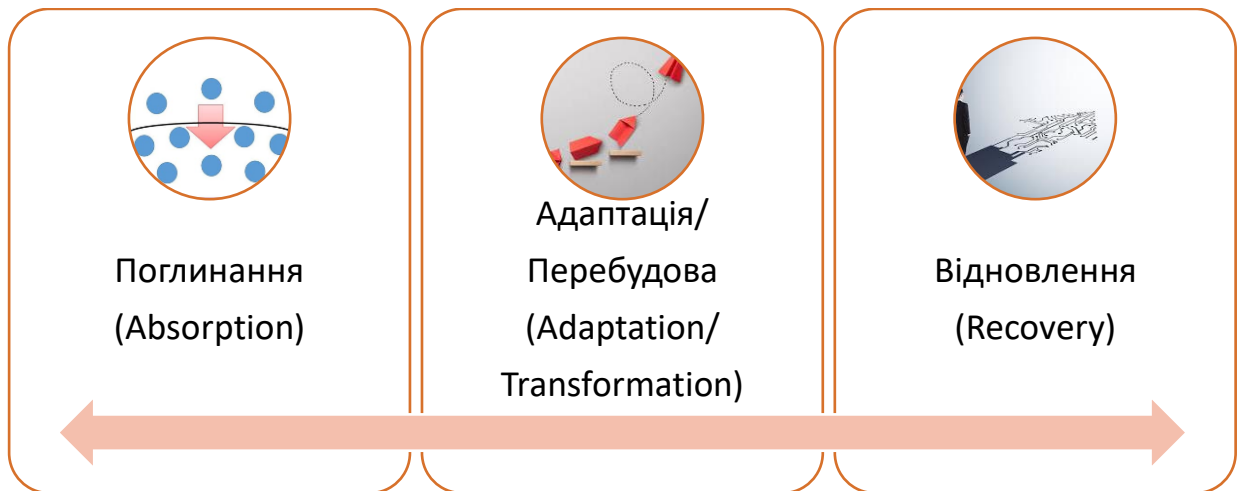 Поглинання
(Absorption)
Адаптація/
Перебудова
(Adaptation/
Transformation)
Відновлення
(Recovery)